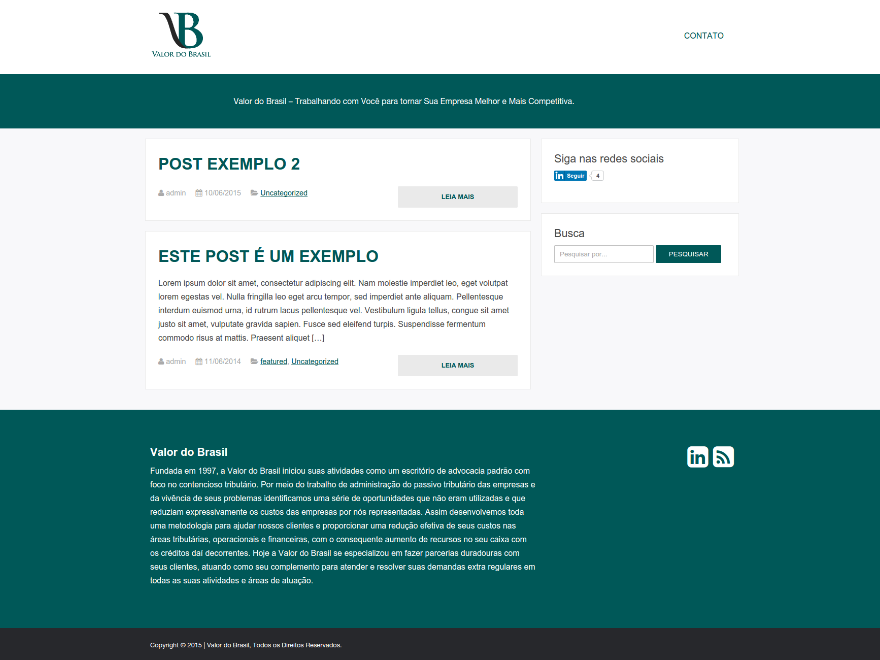 VB
VALOR DO BRASIL
CONTATO
Valor do Brasil – Trabalhando com Você para tornar Sua Empresa Melhor e Mais Competitiva.
POST EXEMPLO 2
admin 10/06/2015 Uncategorized
LEIA MAIS
ESTE POST É UM EXEMPLO
Lorem ipsum dolor sit amet, consectetur adipiscing elit. Nam molestie imperdiet leo, eget volutpat
lorem egestas vel. Nulla fringilla leo eget arcu tempor, sed imperdiet ante aliquam. Pellentesque
interdum euismod urna, id rutrum lacus pellentesque vel. Vestibulum ligula tellus, congue sit amet
justo sit amet, vulputate gravida sapien. Fusce sed eleifend turpis. Suspendisse fermentum
commodo risus at mattis. Praesent aliquet […]
admin 11/06/2014 featured, Uncategorized
LEIA MAIS
Siga nas redes sociais
in Seguir 4
Busca
Pesquisar por…
PESQUISAR
Valor do Brasil
Fundada em 1997, a Valor do Brasil iniciou suas atividades como um escritório de advocacia padrão com
foco no contencioso tributário. Por meio do trabalho de administração do passivo tributário das empresas e
da vivência de seus problemas identificamos uma série de oportunidades que não eram utilizadas e que
reduziam expressivamente os custos das empresas por nós representadas. Assim desenvolvemos toda
uma metodologia para ajudar nossos clientes e proporcionar uma redução efetiva de seus custos nas
áreas tributárias, operacionais e financeiras, com o consequente aumento de recursos no seu caixa com
os créditos daí decorrentes. Hoje a Valor do Brasil se especializou em fazer parcerias duradouras com
seus clientes, atuando como seu complemento para atender e resolver suas demandas extra regulares em
todas as suas atividades e áreas de atuação.
in
Copyright © 2015 | Valor do Brasil, Todos os Direitos Reservados.